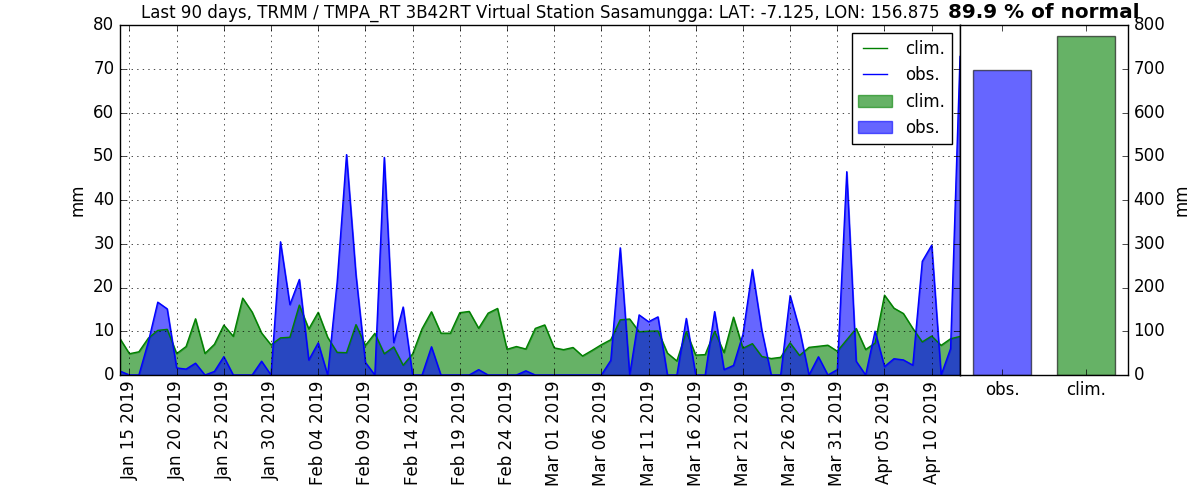 Last 90 days, TRMM / TMPA_RT 3B42RT Virtual Station Sasamungga: LAT: -7.125, LON: 156.875
89.9 % of normal
80
70
60
50
40
30
20
10
0
mm
clim.
obs.
clim.
obs.
800
700
600
500
400
300
200
100
0
mm
Jan 15 2019
Jan 20 2019
Jan 25 2019
Jan 30 2019
Feb 04 2019
Feb 09 2019
Feb 14 2019
Feb 19 2019
Feb 24 2019
Mar 01 2019
Mar 06 2019
Mar 11 2019
Mar 16 2019
Mar 21 2019
Mar 26 2019
Mar 31 2019
Apr 05 2019
Apr 10 2019
obs.
clim.